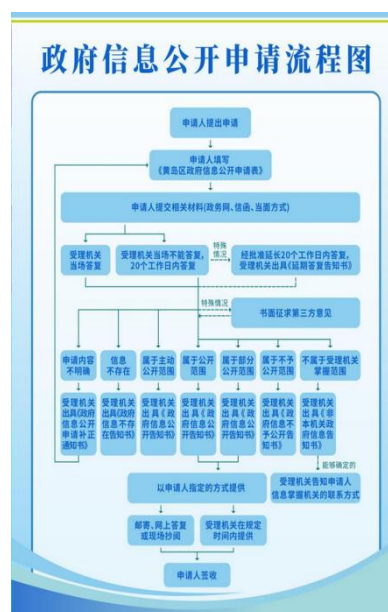 政府信息公开申请流程图
申请人提出申请
申请人填写
《黄岛区政府信息公开申请表》
申请人提交相关材料(政务网、信函、当面方式)
受理机关
当场答复
受理机关当场不能答复,
20个工作日内答复
特殊
情况
经批准延长20个工作日内答复,
受理机关出具《延期答复告知书》
特殊情况
书面征求第三方意见
申请内容
不明确
信息
不存在
属于主动
公开范围
属于公开
范围
属于部分
公开范围
属于不予
公开范围
不属于受理机关
掌握范围
受理机关
出具《政府
信息公开
申请补正
通知书》
受理机关
出具《政府
信息不存
在告知书》
受理机关
出具《政府
信息公开
告知书》
受理机关
出具《政
府信息公
开告知书》
受理机关
出具《政
府信息公
开告知书》
受理机关
出具《政
府信息不
予公开告
知书》
受理机关
出具《非
本机关政
府信息告
知书》
能够确定的
以申请人指定的方式提供
受理机关告知申请人
信息掌握机关的联系方式
邮寄、网上答复
或现场抄阅
受理机关在规定
时间内提供
申请人签收